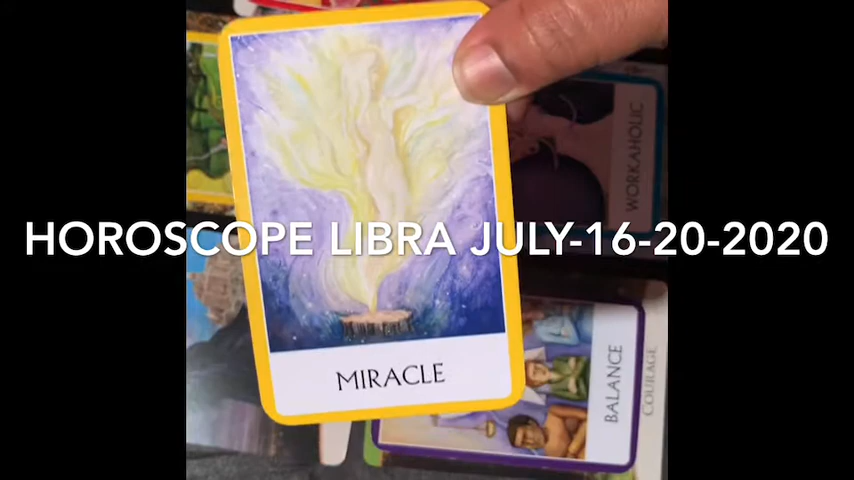 WORKAHOLIC
HOROSCOPE LIBRA JULY-16-20-2020
MIRACLE
BALANCE
COURAGE